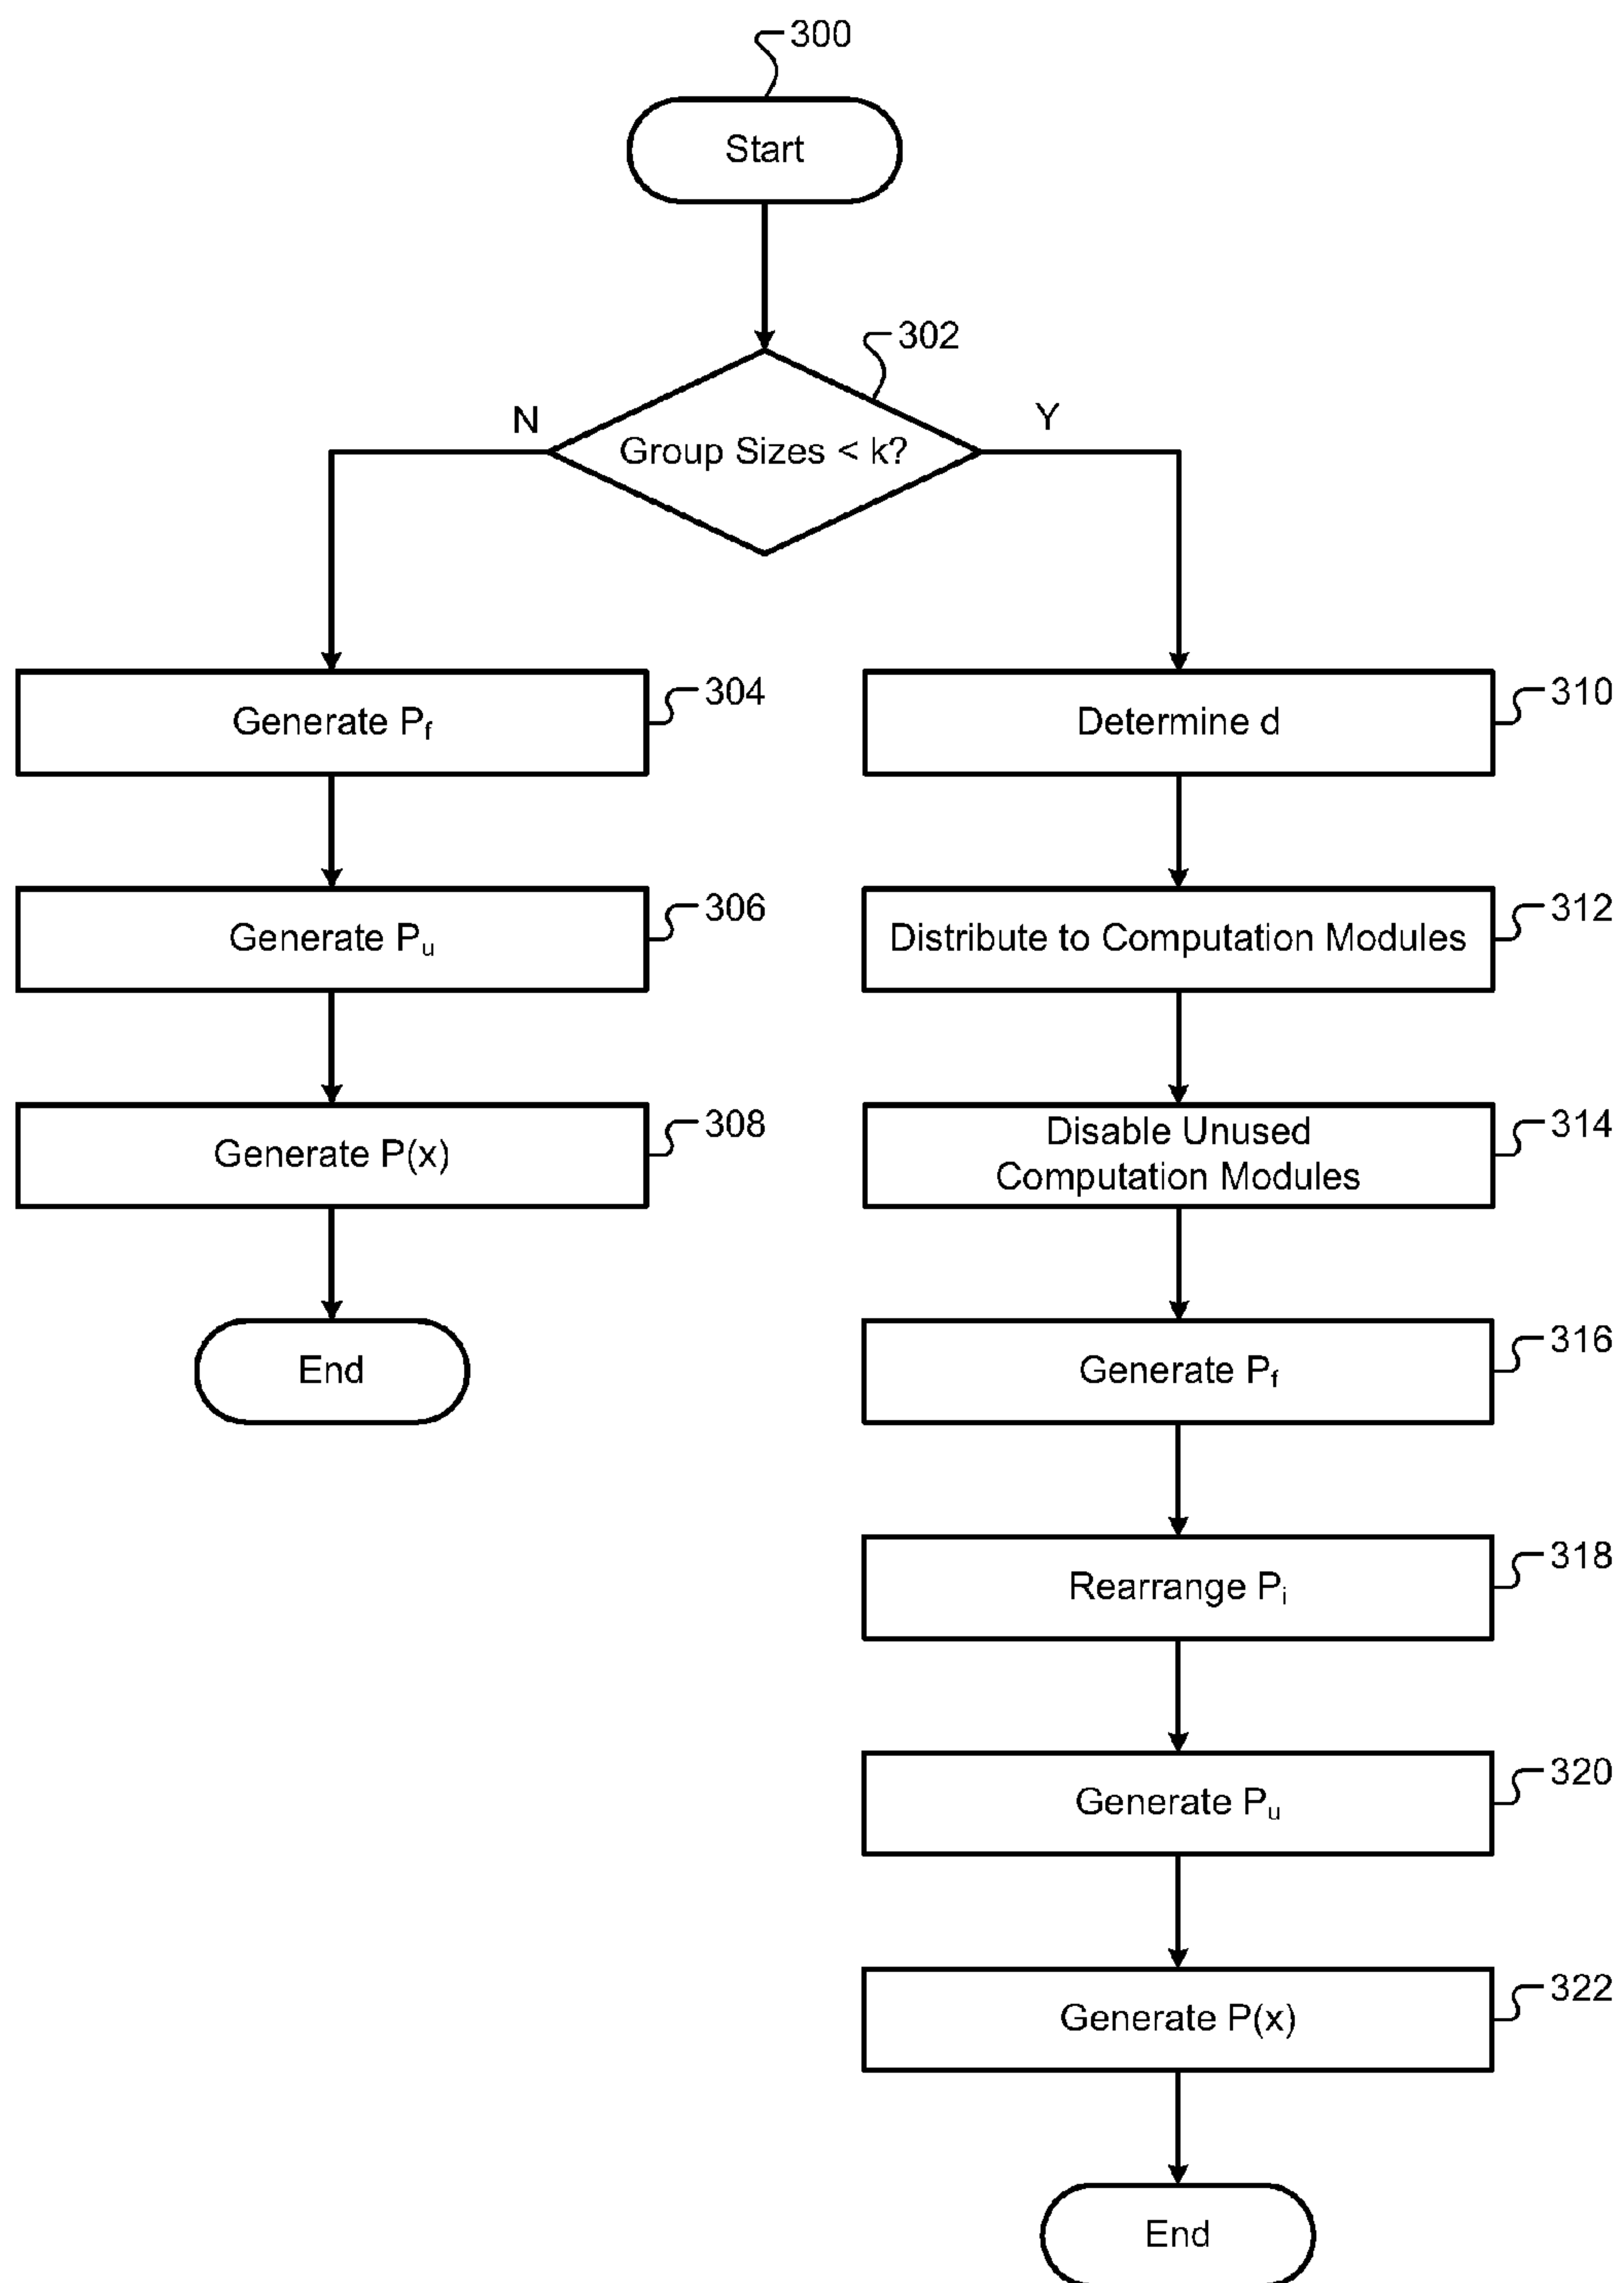 300
Start
302
N
Y
Group Sizes < k?
Generate Pf
304
Determine d
310
Generate Pu
306
Distribute to Computation Modules
312
Generate P(x)
308
Disable Unused
Computation Modules
314
End
Generate Pf
316
Rearrange Pi
318
Generate Pu
320
Generate P(x)
322
End